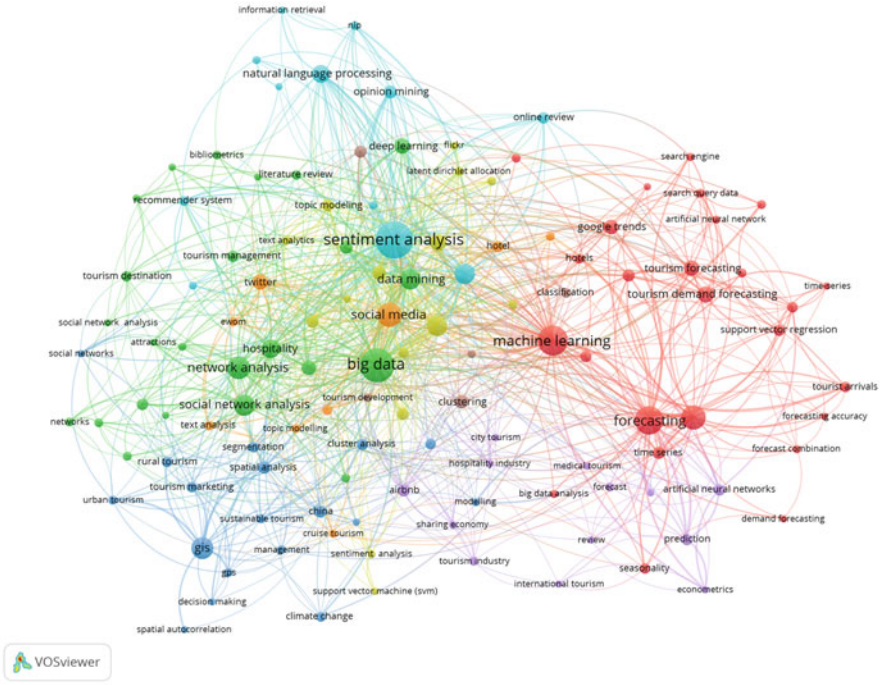 information retrieval
nlp
natural language processing
opinion mining
online review
deep learning
flickr
bibliometrics
search engine
literature review
latent dirichlet allocation
recommender system
search query data
topic modeling
artificial neural network
google trends
sentiment analysis
text analytics
hotel
tourism management
hotels
tourism forecasting
tourism destination
twitter
data mining
time-series
classification
tourism demand forecasting
social media
social network  analysis
ewom
support vector regression
attractions
machine learning
social networks
hospitality
network analysis
big data
tourist arrivals
tourism development
clustering
social network analysis
forecasting accuracy
networks
text analysis
topic modelling
forecasting
city tourism
segmentation
cluster analysis
forecast combination
time series
rural tourism
spatial analysis
hospitality industry
medical tourism
tourism marketing
airbnb
big data analysis
forecast
artificial neural networks
urban tourism
modelling
china
sustainable tourism
sharing economy
demand forecasting
cruise tourism
gis
management
sentiment  analysis
review
prediction
tourism industry
gps
seasonality
international tourism
support vector machine (svm)
econometrics
decision making
climate change
spatial autocorrelation
VOSviewer